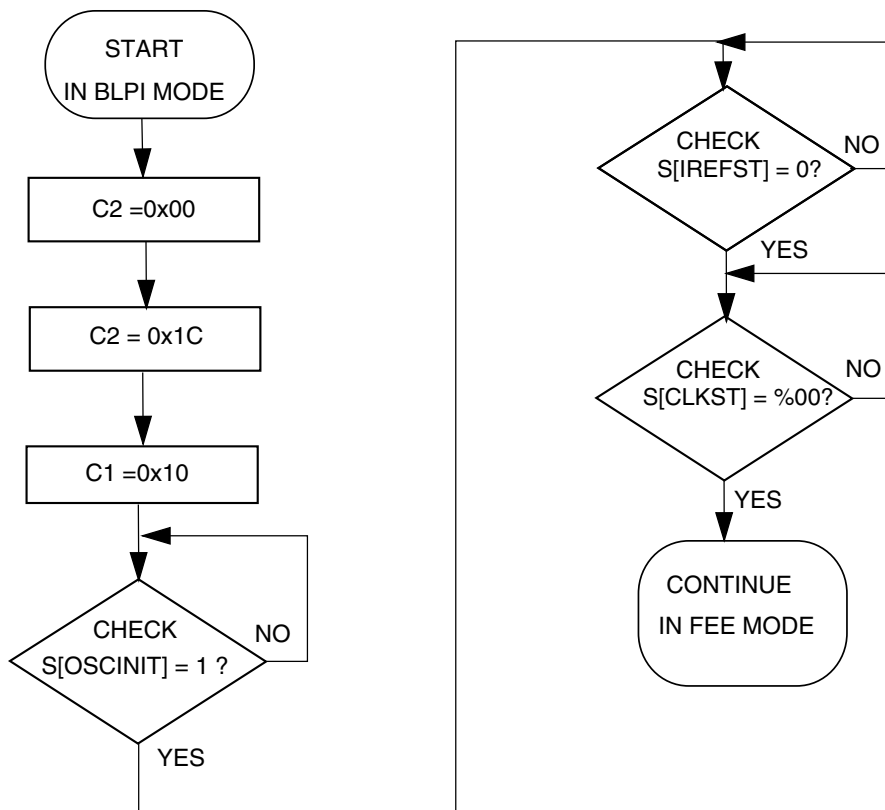 START
IN BLPI MODE
C2 =0x00
C2 = 0x1C
C1 =0x10
CHECK
S[OSCINIT] = 1 ?
NO
YES
CHECK
S[IREFST] = 0?
NO
YES
CHECK
S[CLKST] = %00?
NO
YES
CONTINUE
IN FEE MODE